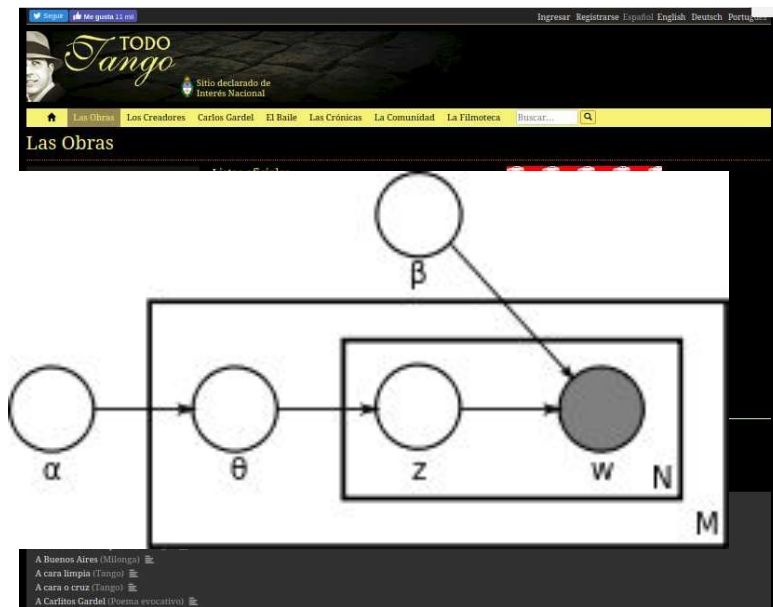 Seguir Me gusta 11 mil
Ingresar Registrarse Español English Deutsch Portugués
TODO
Tango
Sitio declarado de
Interés Nacional
Las Obras Los Creadores Carlos Gardel El Baile Las Crónicas La Comunidad La Filmoteca Buscar...
Las Obras
β
α θ z w N
M
A Buenos Aires (Milonga)
A cara limpia (Tango)
A cara o cruz (Tango)
A Carlitos Gardel (Poema evocativo)